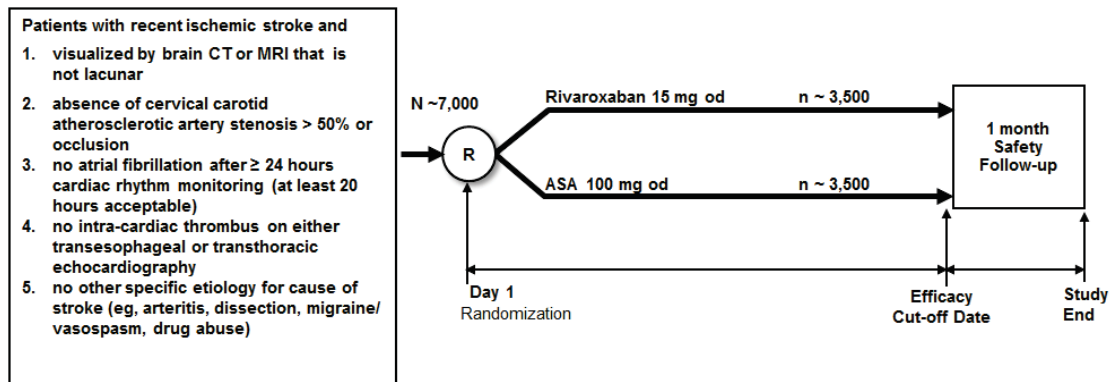 Patients with recent ischemic stroke and
1. visualized by brain CT or MRI that is
not lacunar
2. absence of cervical carotid
atherosclerotic artery stenosis > 50% or
occlusion
3. no atrial fibrillation after ≥ 24 hours
cardiac rhythm monitoring (at least 20
hours acceptable)
4. no intra-cardiac thrombus on either
transesophageal or transthoracic
echocardiography
5. no other specific etiology for cause of
stroke (eg, arteritis, dissection, migraine/
vasospasm, drug abuse)
N ~7,000
R
Rivaroxaban 15 mg od n ~ 3,500
ASA 100 mg od n ~ 3,500
1 month
Safety
Follow-up
Day 1
Randomization
Efficacy
Cut-off Date
Study
End